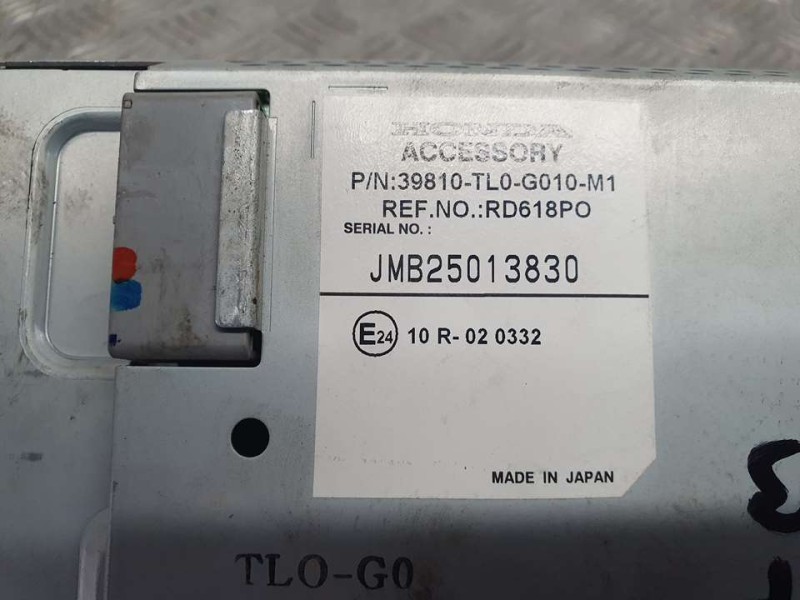 HONDA
ACCESSORY
P/N:39810-TL0-G010-M1
REF.NO.:RD618PO
SERIAL NO.:
JMB25013830
E24 10 R-02 0332
MADE IN JAPAN
TLO-G0